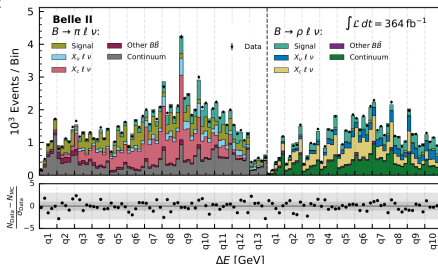 Belle II
B → π ℓ ν:
Signal
X_u ℓ ν
X_c ℓ ν
Other BB̄
Continuum
Data
∫ℒ dt = 364 fb⁻¹
B → ρ ℓ ν:
Signal
X_u ℓ ν
X_c ℓ ν
Other BB̄
Continuum
10³ Events / Bin
5
4
3
2
1
0
N_Data − N_MC
σ_Data
5
0
−5
q1 q2 q3 q4 q5 q6 q7 q8 q9 q10 q11 q12 q13 q1 q2 q3 q4 q5 q6 q7 q8 q9 q10
ΔE [GeV]